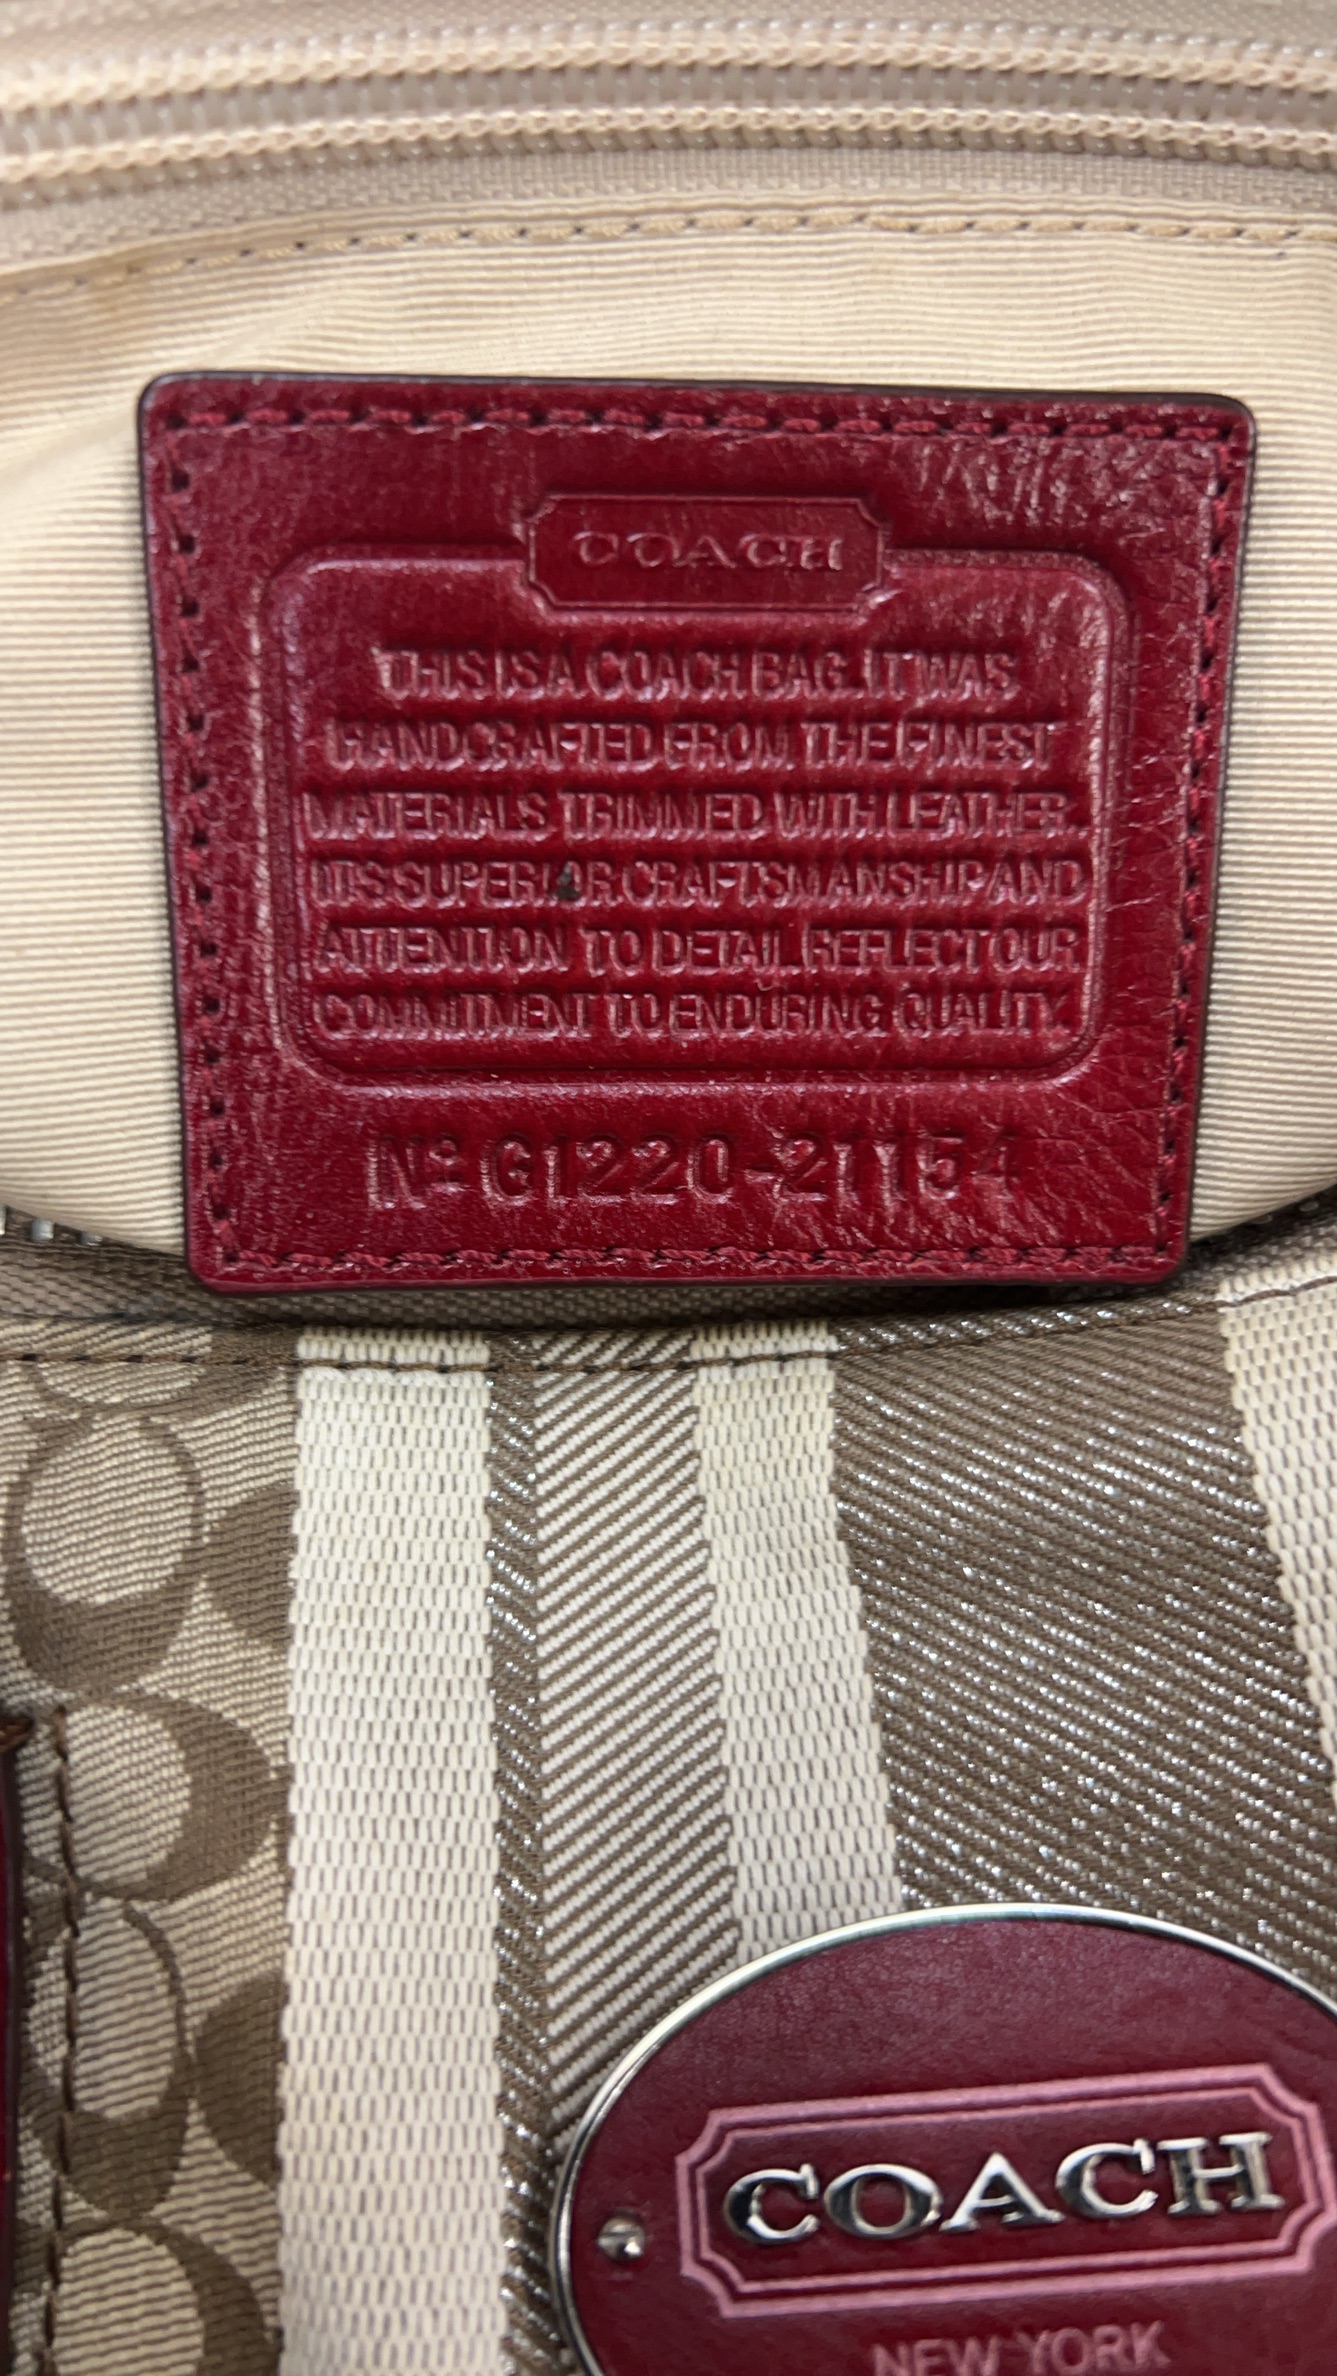 COACH
THIS IS A COACH BAG. IT WAS
HANDCRAFTED FROM THE FINEST
MATERIALS TRIMMED WITH LEATHER.
ITS SUPERIOR CRAFTSMANSHIP AND
ATTENTION TO DETAIL REFLECT OUR
COMMITMENT TO ENDURING QUALITY.
Nº G1220-21154
COACH
NEW YORK